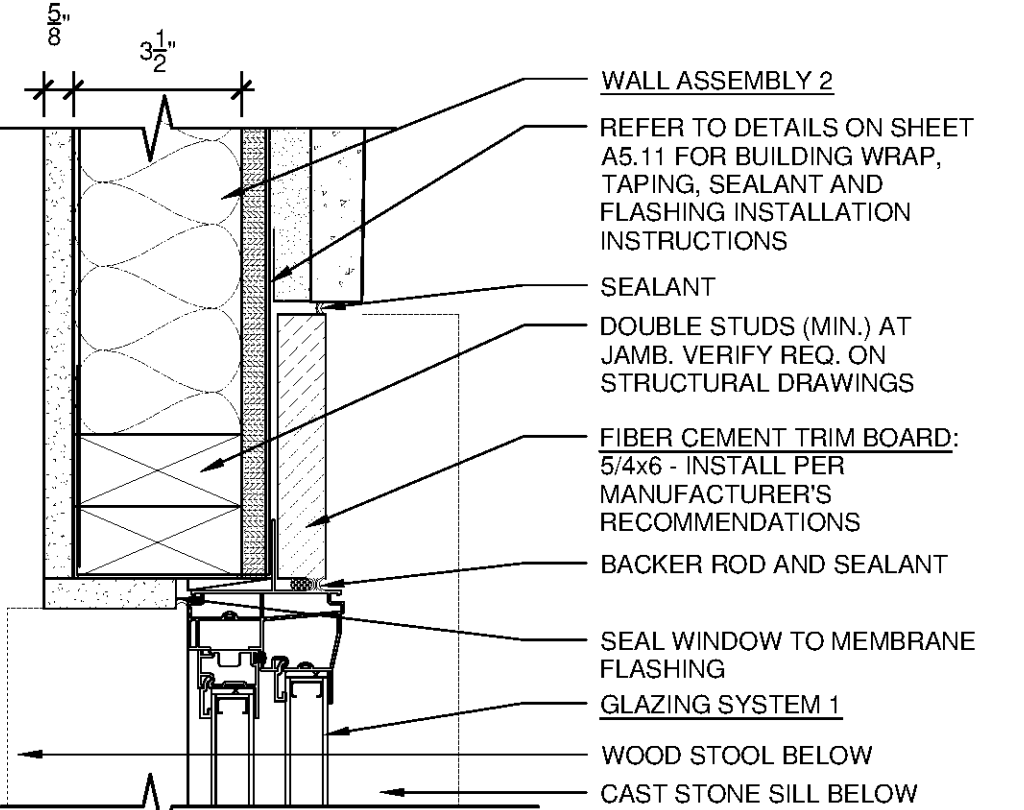 5/8"
3 1/2"
WALL ASSEMBLY 2
REFER TO DETAILS ON SHEET
A5.11 FOR BUILDING WRAP,
TAPING, SEALANT AND
FLASHING INSTALLATION
INSTRUCTIONS
SEALANT
DOUBLE STUDS (MIN.) AT
JAMB. VERIFY REQ. ON
STRUCTURAL DRAWINGS
FIBER CEMENT TRIM BOARD:
5/4x6 - INSTALL PER
MANUFACTURER'S
RECOMMENDATIONS
BACKER ROD AND SEALANT
SEAL WINDOW TO MEMBRANE
FLASHING
GLAZING SYSTEM 1
WOOD STOOL BELOW
CAST STONE SILL BELOW